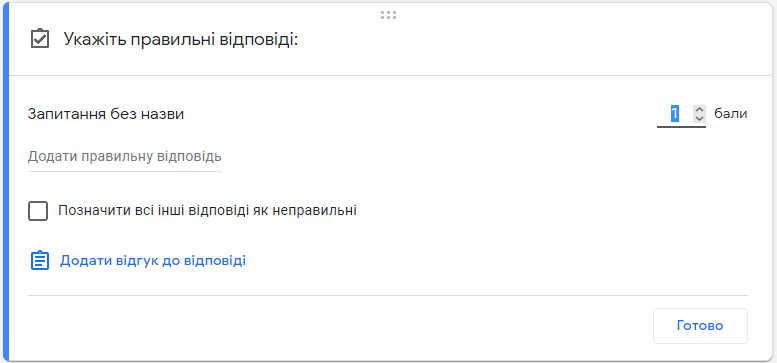 Укажіть правильні відповіді:
Запитання без назви
1 бали
Додати правильну відповідь
Позначити всі інші відповіді як неправильні
Додати відгук до відповіді
Готово